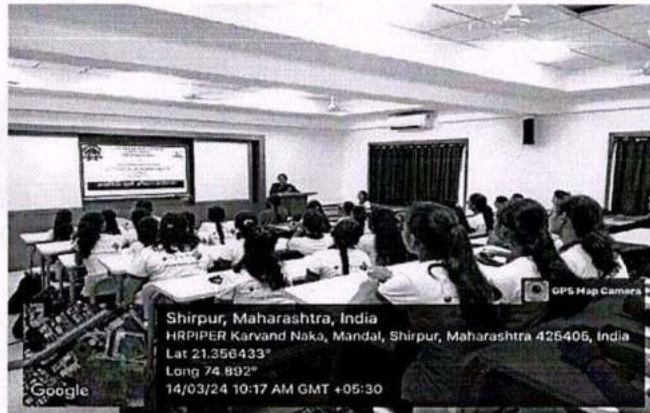 GPS Map Camera
Shirpur, Maharashtra, India
HRPIPER Karvand Naka, Mandal, Shirpur, Maharashtra 425405, India
Lat 21.356433°
Long 74.892°
14/03/24 10:17 AM GMT +05:30
Google